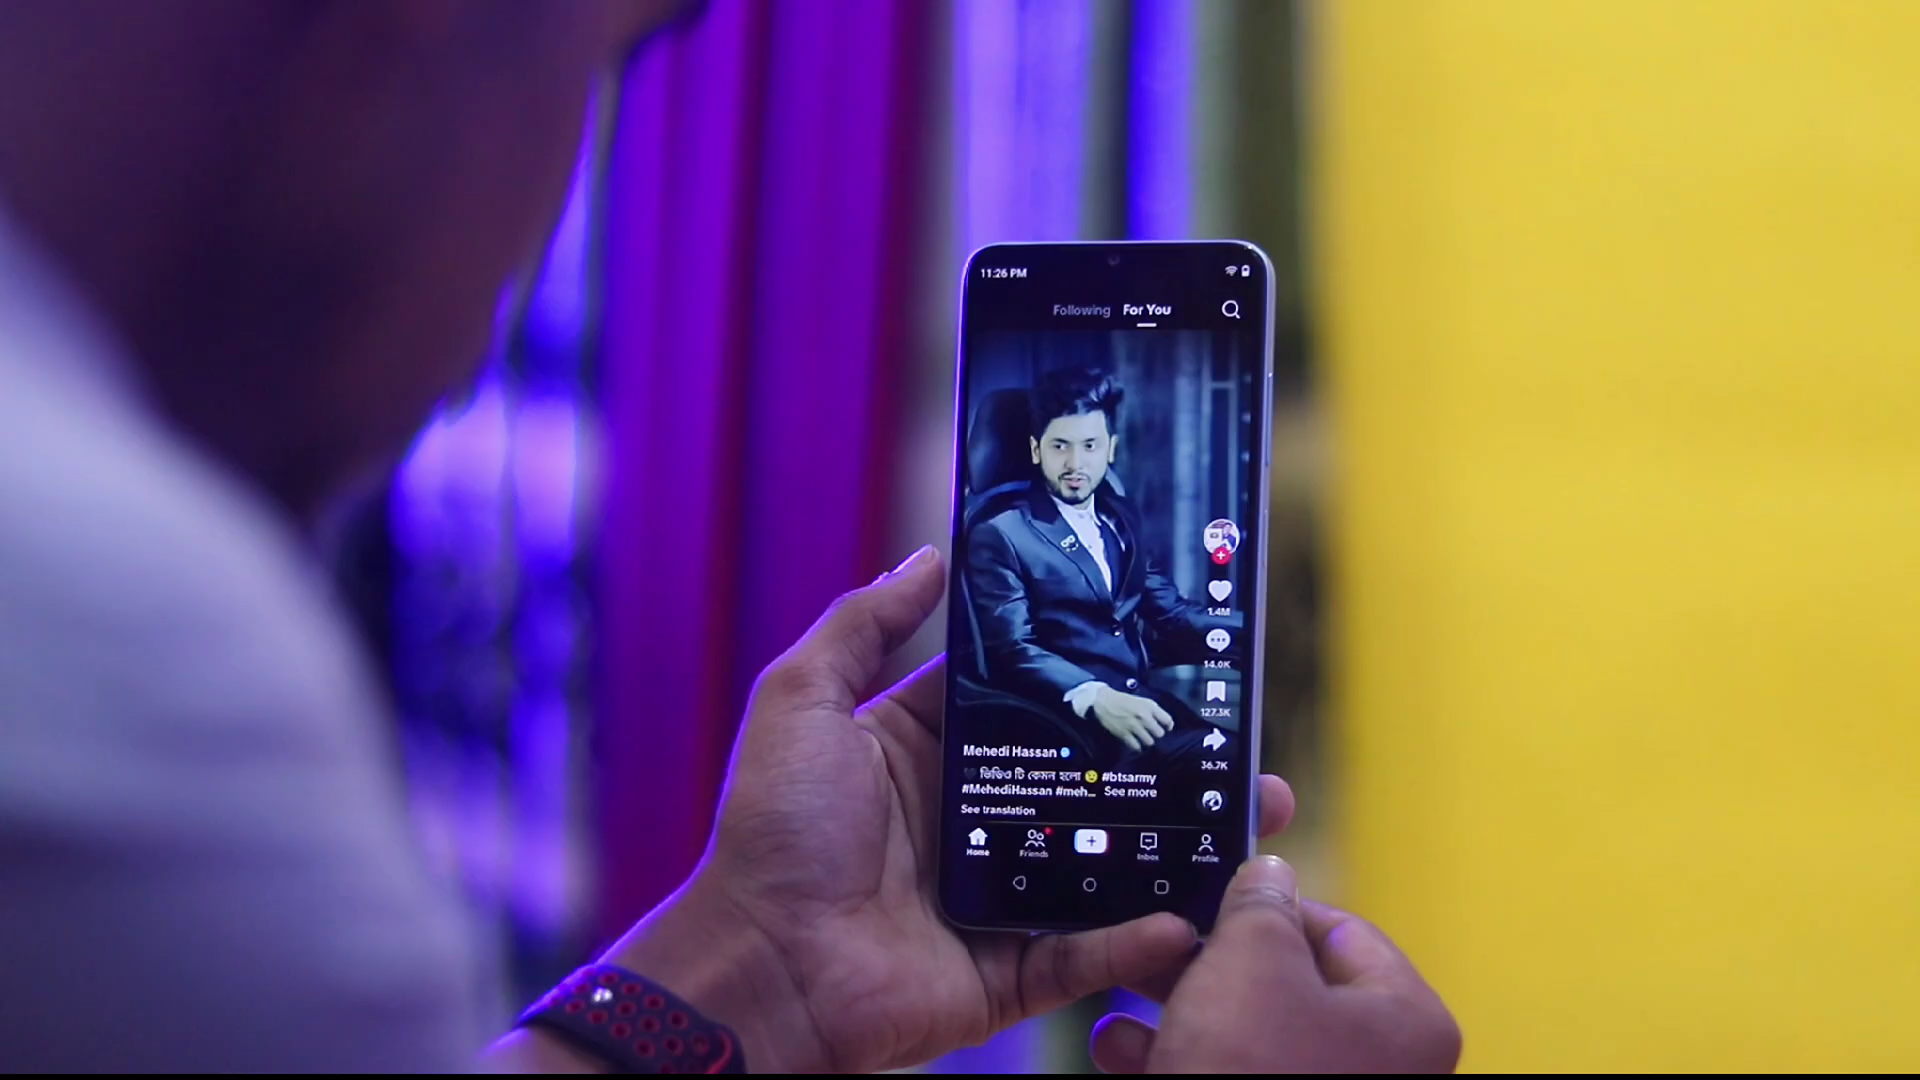 11:26 PM
Following For You
1.4M
14.0K
127.3K
36.7K
Mehedi Hassan
🖤 ভিডিও টি কেমন হলো 😢 #btsarmy
#MehediHassan #meh... See more
See translation
Home Friends Inbox Profile